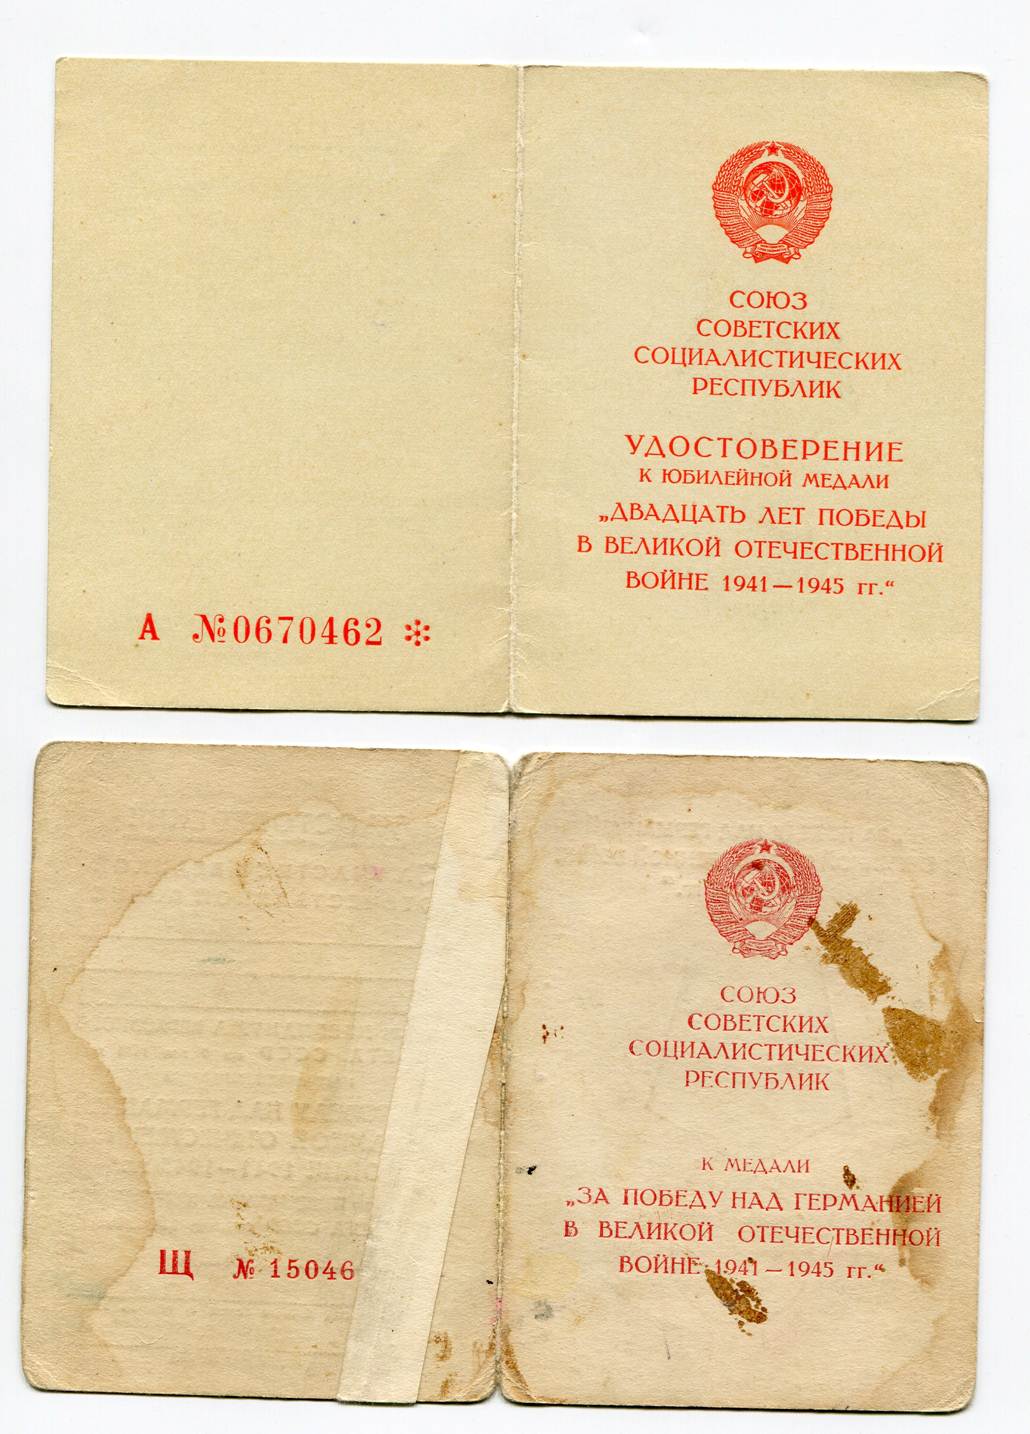 СОЮЗ
СОВЕТСКИХ
СОЦИАЛИСТИЧЕСКИХ
РЕСПУБЛИК
УДОСТОВЕРЕНИЕ
К ЮБИЛЕЙНОЙ МЕДАЛИ
„ДВАДЦАТЬ ЛЕТ ПОБЕДЫ
В ВЕЛИКОЙ ОТЕЧЕСТВЕННОЙ
ВОЙНЕ 1941—1945 гг.“
А №0670462 *
СОЮЗ
СОВЕТСКИХ
СОЦИАЛИСТИЧЕСКИХ
РЕСПУБЛИК
К МЕДАЛИ
„ЗА ПОБЕДУ НАД ГЕРМАНИЕЙ
В ВЕЛИКОЙ ОТЕЧЕСТВЕННОЙ
ВОЙНЕ 1941—1945 гг.“
Щ № 15046